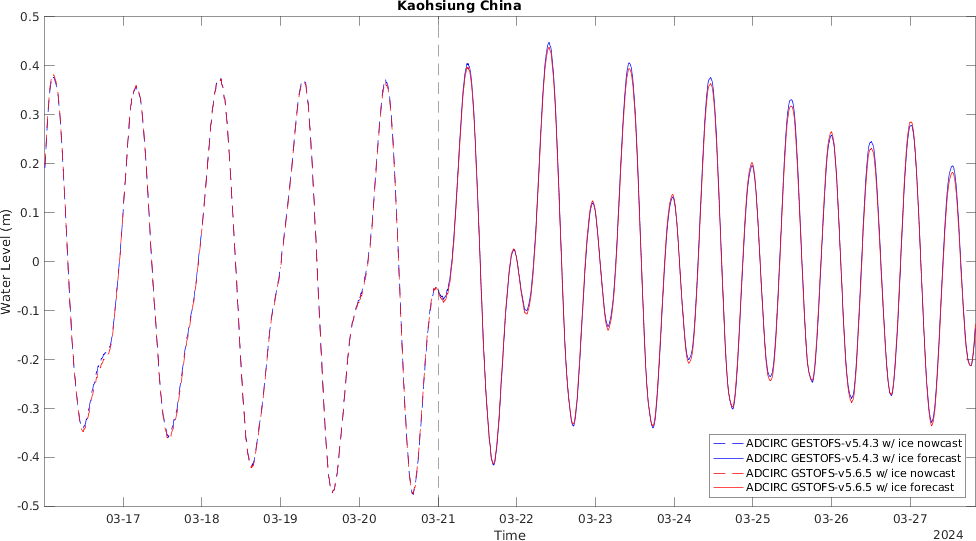 Kaohsiung China
0.5
0.4
0.3
0.2
0.1
0
-0.1
-0.2
-0.3
-0.4
-0.5
Water Level (m)
ADCIRC GESTOFS-v5.4.3 w/ ice nowcast
ADCIRC GESTOFS-v5.4.3 w/ ice forecast
ADCIRC GSTOFS-v5.6.5 w/ ice nowcast
ADCIRC GSTOFS-v5.6.5 w/ ice forecast
03-17 03-18 03-19 03-20 03-21 03-22 03-23 03-24 03-25 03-26 03-27
Time
2024